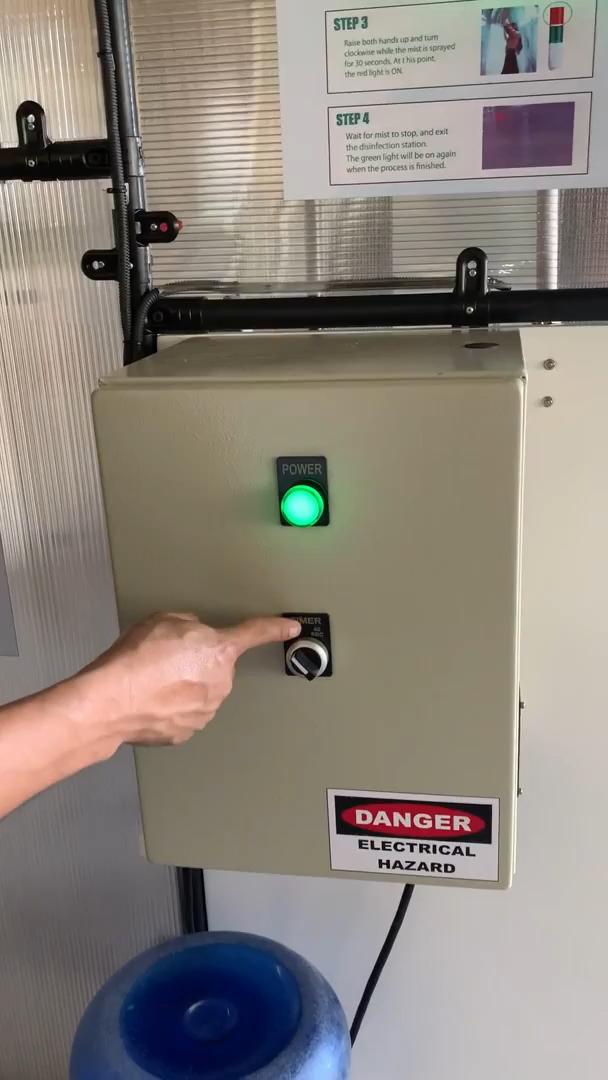 STEP 3
Raise both hands up and turn
clockwise while the mist is sprayed
for 30 seconds. At t his point,
the red light is ON.
STEP 4
Wait for mist to stop, and exit
the disinfection station.
The green light will be on again
when the process is finished.
POWER
SEC
DANGER
ELECTRICAL
HAZARD